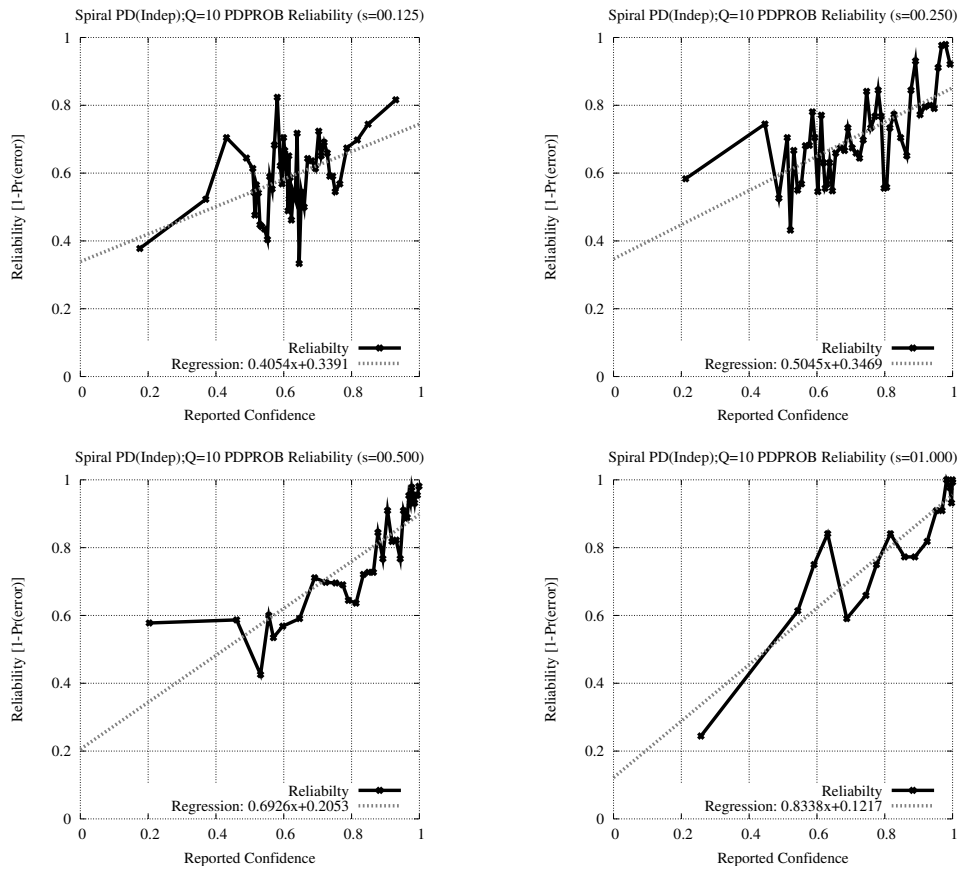 Spiral PD(Indep);Q=10 PDPROB Reliability (s=00.125)
1
0.8
0.6
0.4
0.2
0
Reliability [1-Pr(error)]
Reliabilty
Regression: 0.4054x+0.3391
0 0.2 0.4 0.6 0.8 1
Reported Confidence
Spiral PD(Indep);Q=10 PDPROB Reliability (s=00.250)
1
0.8
0.6
0.4
0.2
0
Reliability [1-Pr(error)]
Reliabilty
Regression: 0.5045x+0.3469
0 0.2 0.4 0.6 0.8 1
Reported Confidence
Spiral PD(Indep);Q=10 PDPROB Reliability (s=00.500)
1
0.8
0.6
0.4
0.2
0
Reliability [1-Pr(error)]
Reliabilty
Regression: 0.6926x+0.2053
0 0.2 0.4 0.6 0.8 1
Reported Confidence
Spiral PD(Indep);Q=10 PDPROB Reliability (s=01.000)
1
0.8
0.6
0.4
0.2
0
Reliability [1-Pr(error)]
Reliabilty
Regression: 0.8338x+0.1217
0 0.2 0.4 0.6 0.8 1
Reported Confidence